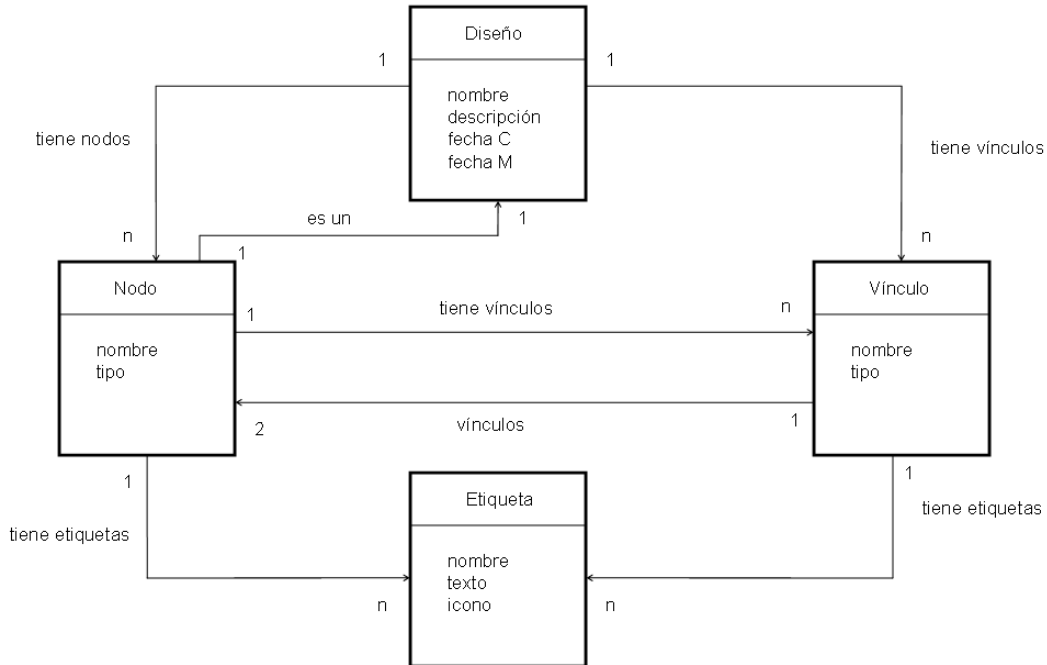 Diseño
1
1
nombre
descripción
fecha C
fecha M
tiene nodos
tiene vínculos
es un
1
n
1
n
Nodo
Vínculo
1
tiene vínculos
n
nombre
tipo
nombre
tipo
2
vínculos
1
1
1
Etiqueta
tiene etiquetas
tiene etiquetas
nombre
texto
icono
n
n